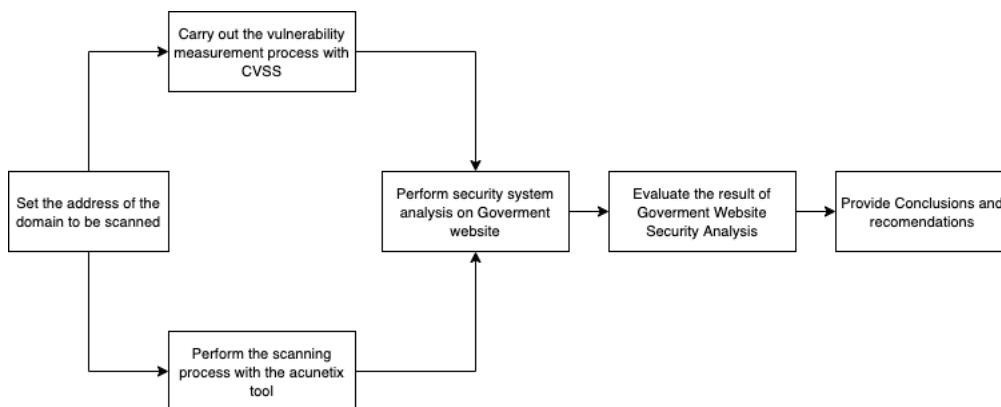 Carry out the vulnerability
measurement process with
CVSS
Set the address of the
domain to be scanned
Perform security system
analysis on Goverment
website
Evaluate the result of
Goverment Website
Security Analysis
Provide Conclusions and
recomendations
Perform the scanning
process with the acunetix
tool